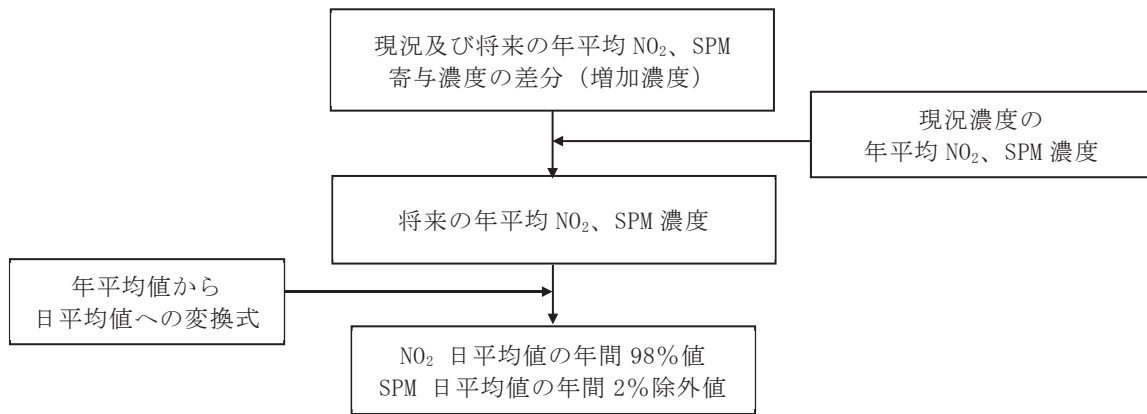 現況及び将来の年平均 NO₂、SPM
寄与濃度の差分（増加濃度）
現況濃度の
年平均 NO₂、SPM 濃度
将来の年平均 NO₂、SPM 濃度
年平均値から
日平均値への変換式
NO₂ 日平均値の年間 98％値
SPM 日平均値の年間 2％除外値